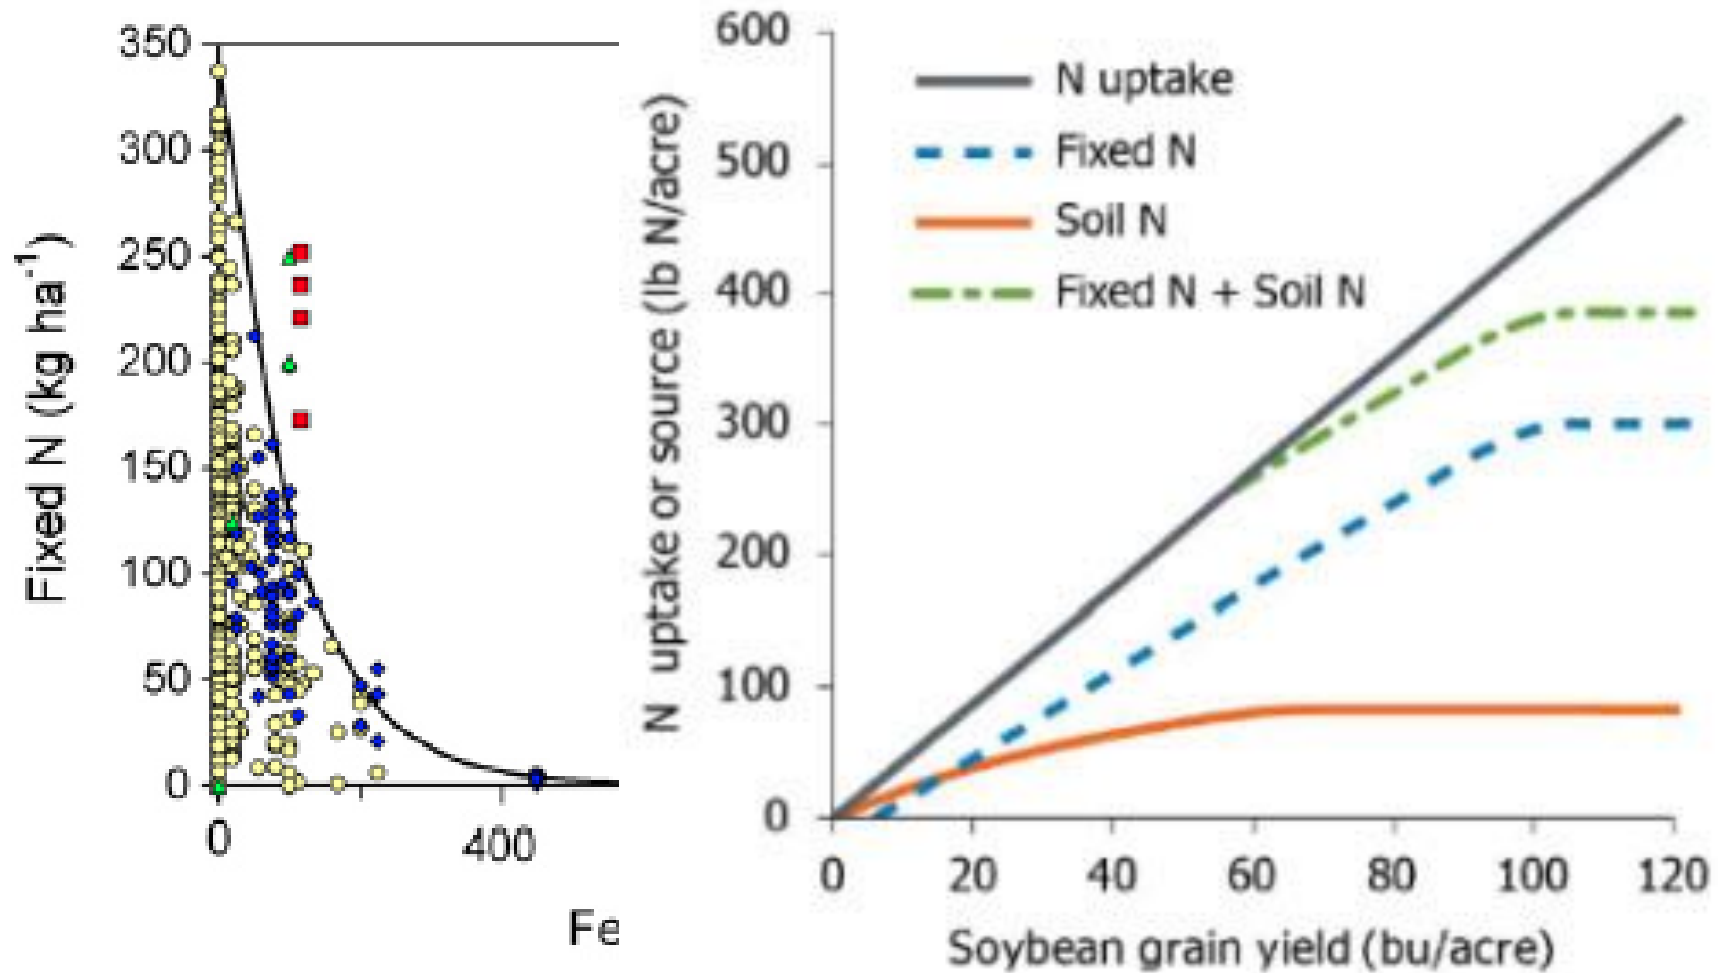 350
300
250
200
150
100
50
0
Fixed N (kg ha⁻¹)
0 400
Fe
600
500
400
300
200
100
0
N uptake or source (lb N/acre)
N uptake
Fixed N
Soil N
Fixed N + Soil N
0 20 40 60 80 100 120
Soybean grain yield (bu/acre)